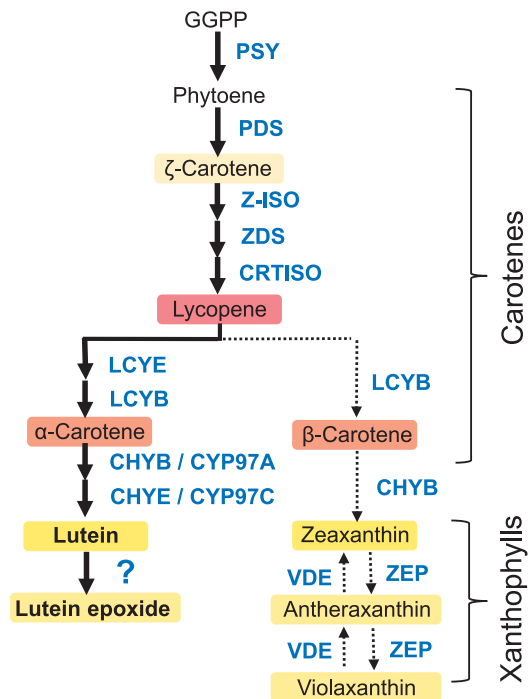 GGPP
PSY
Phytoene
PDS
ζ-Carotene
Z-ISO
ZDS
CRTISO
Lycopene
LCYE
LCYB
α-Carotene
CHYB / CYP97A
CHYE / CYP97C
Lutein
?
Lutein epoxide
LCYB
β-Carotene
CHYB
Zeaxanthin
VDE ZEP
Antheraxanthin
VDE ZEP
Violaxanthin
Carotenes
Xanthophylls